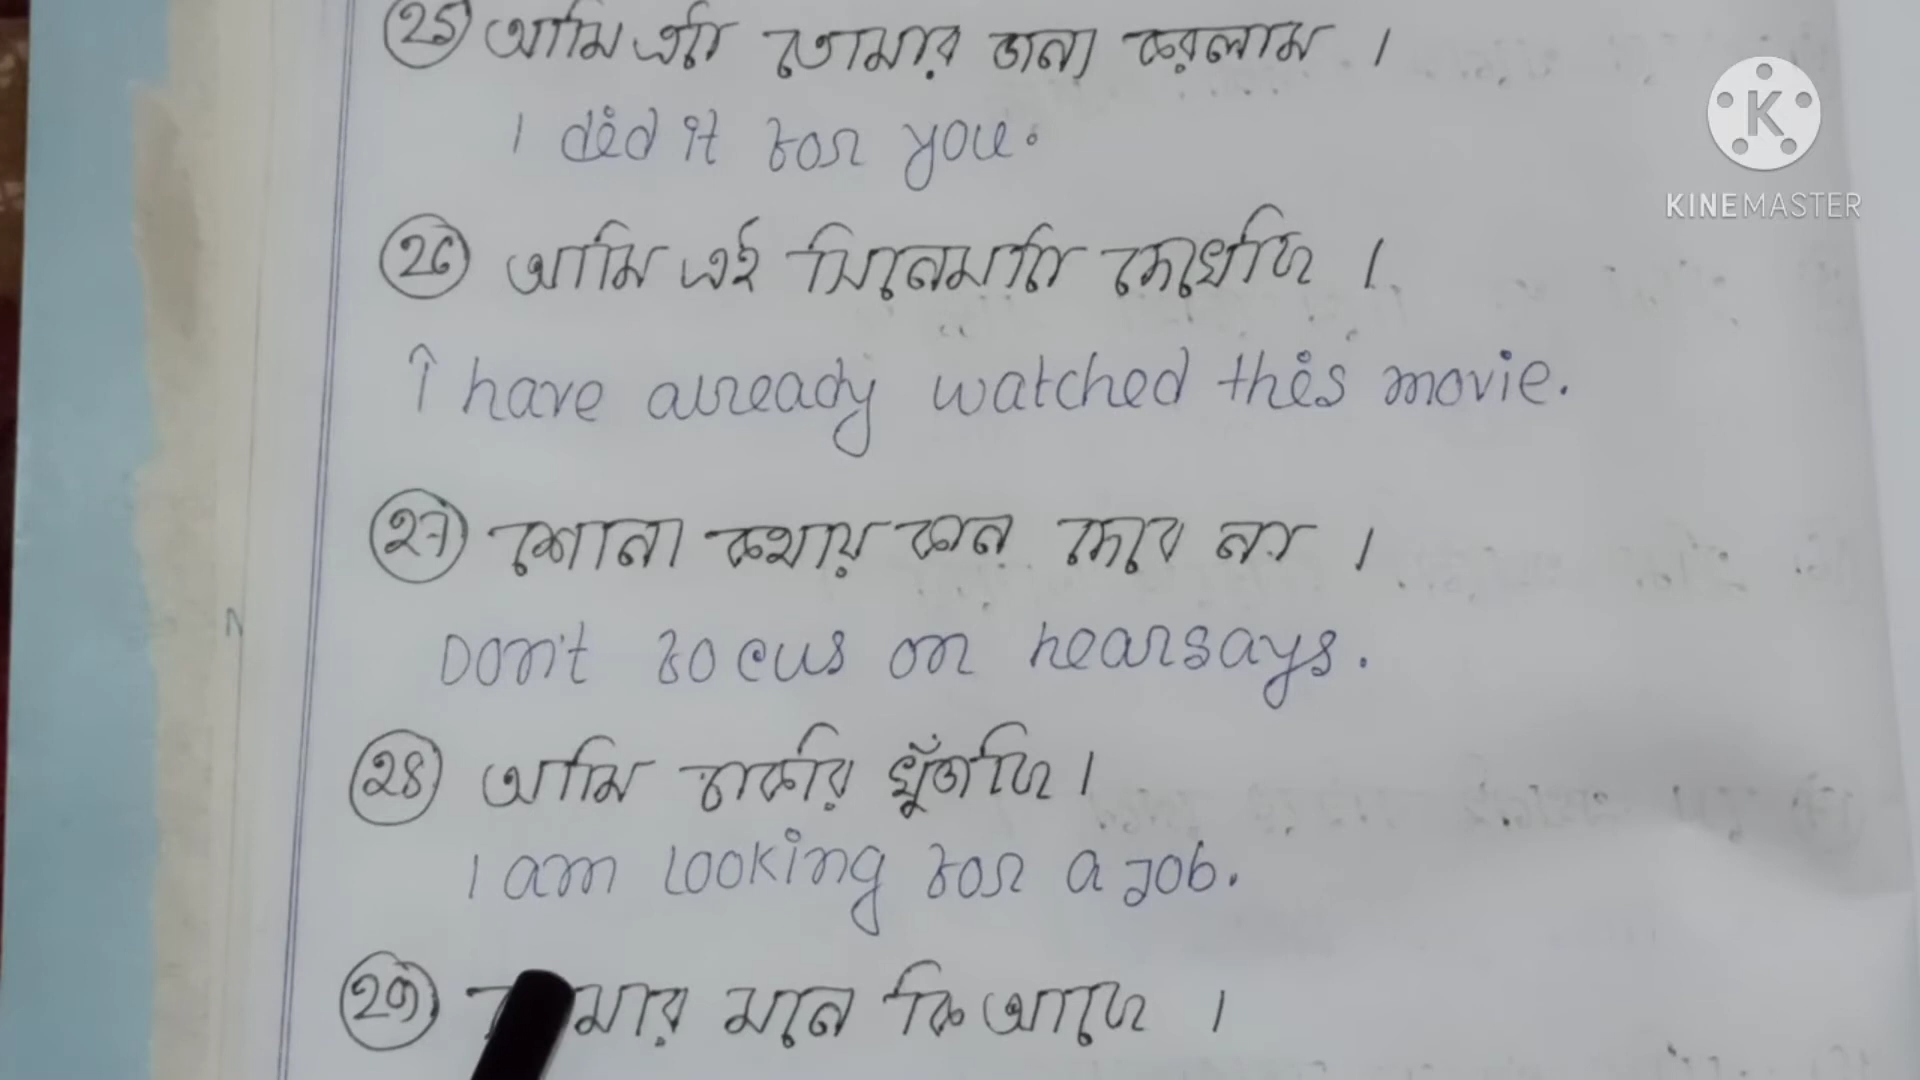 25 আমি এটা তোমার জন্য করলাম ।
I did it for you.
26 আমি এই সিনেমাটি দেখেছি ।
I have already watched this movie.
27 শোনা কথায় কান দেবে না ।
Don't focus on hearsays.
28 আমি চাকরি খুঁজছি ।
I am looking for a job.
29 মার মনে কি আছে ।
K
KINEMASTER